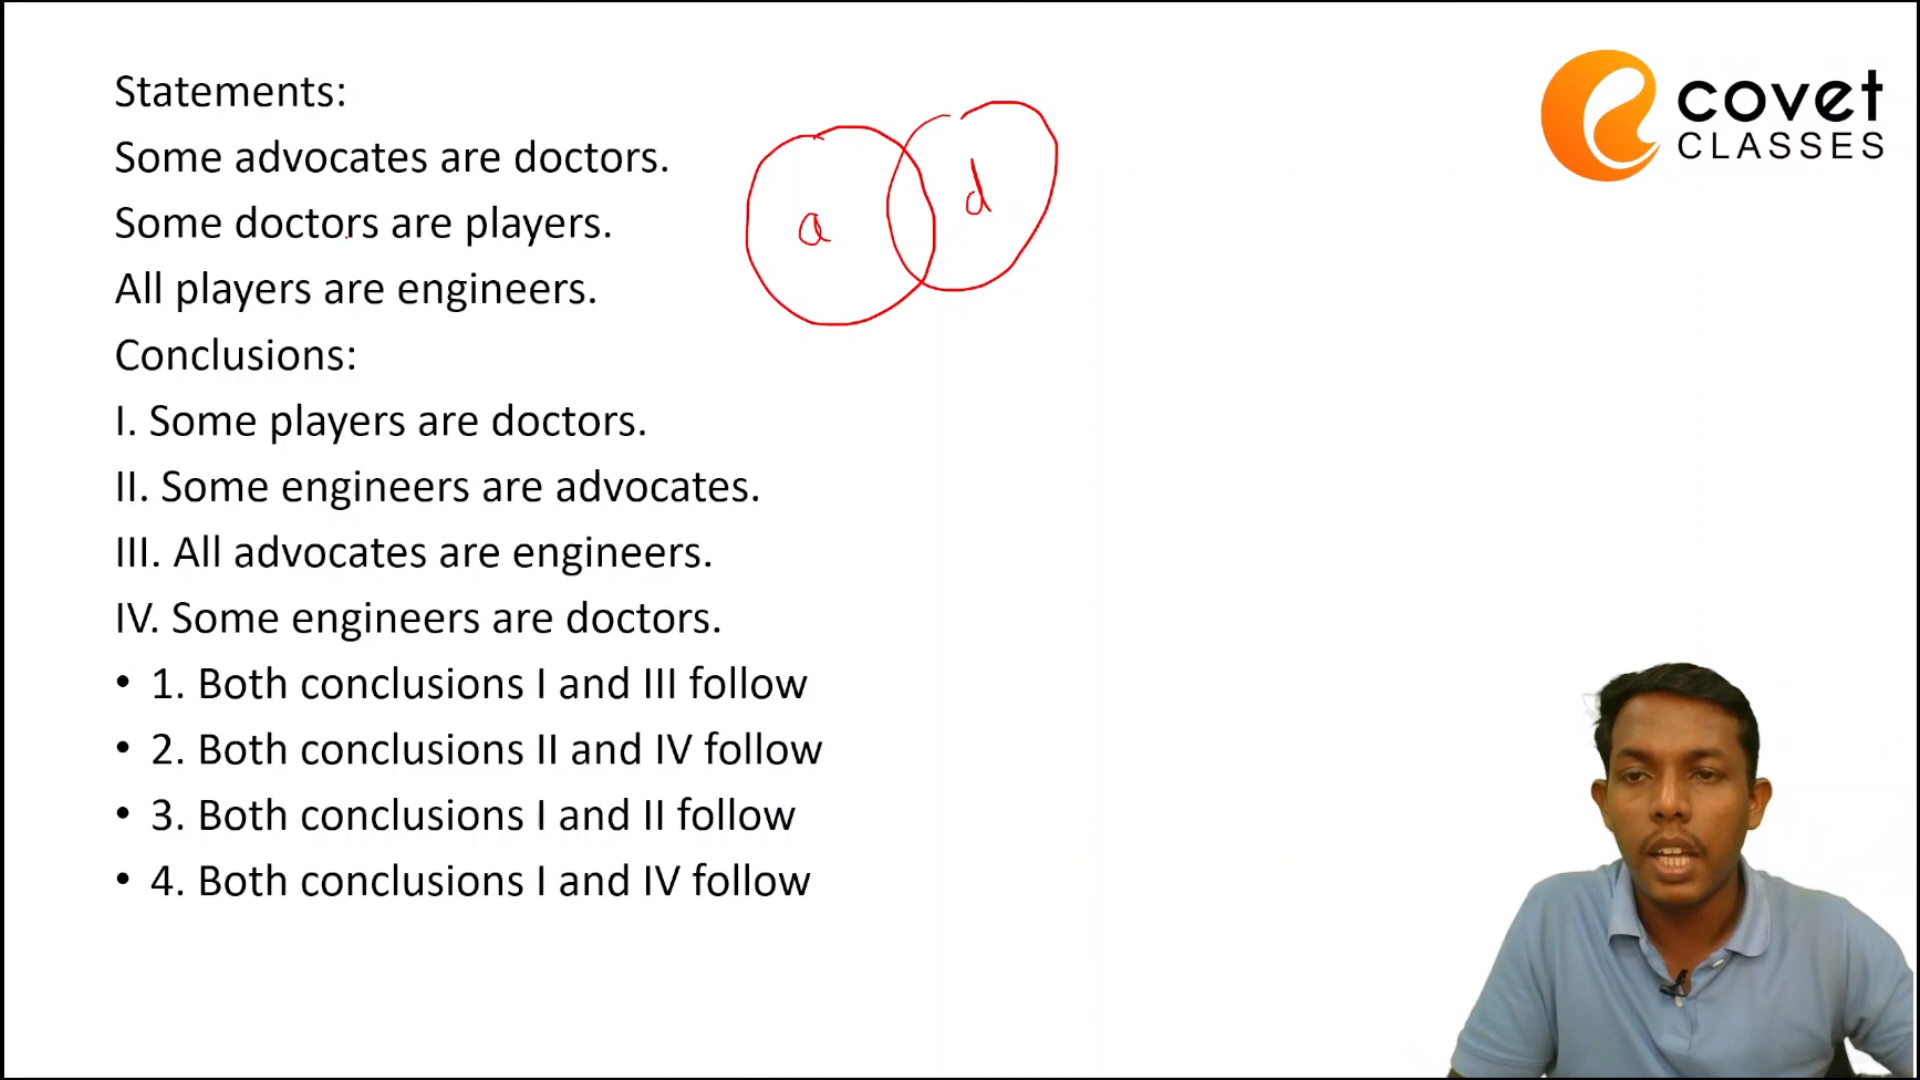 Statements:
Some advocates are doctors.
Some doctors are players.
All players are engineers.
Conclusions:
I. Some players are doctors.
II. Some engineers are advocates.
III. All advocates are engineers.
IV. Some engineers are doctors.
• 1. Both conclusions I and III follow
• 2. Both conclusions II and IV follow
• 3. Both conclusions I and II follow
• 4. Both conclusions I and IV follow
a
d
covet
CLASSES